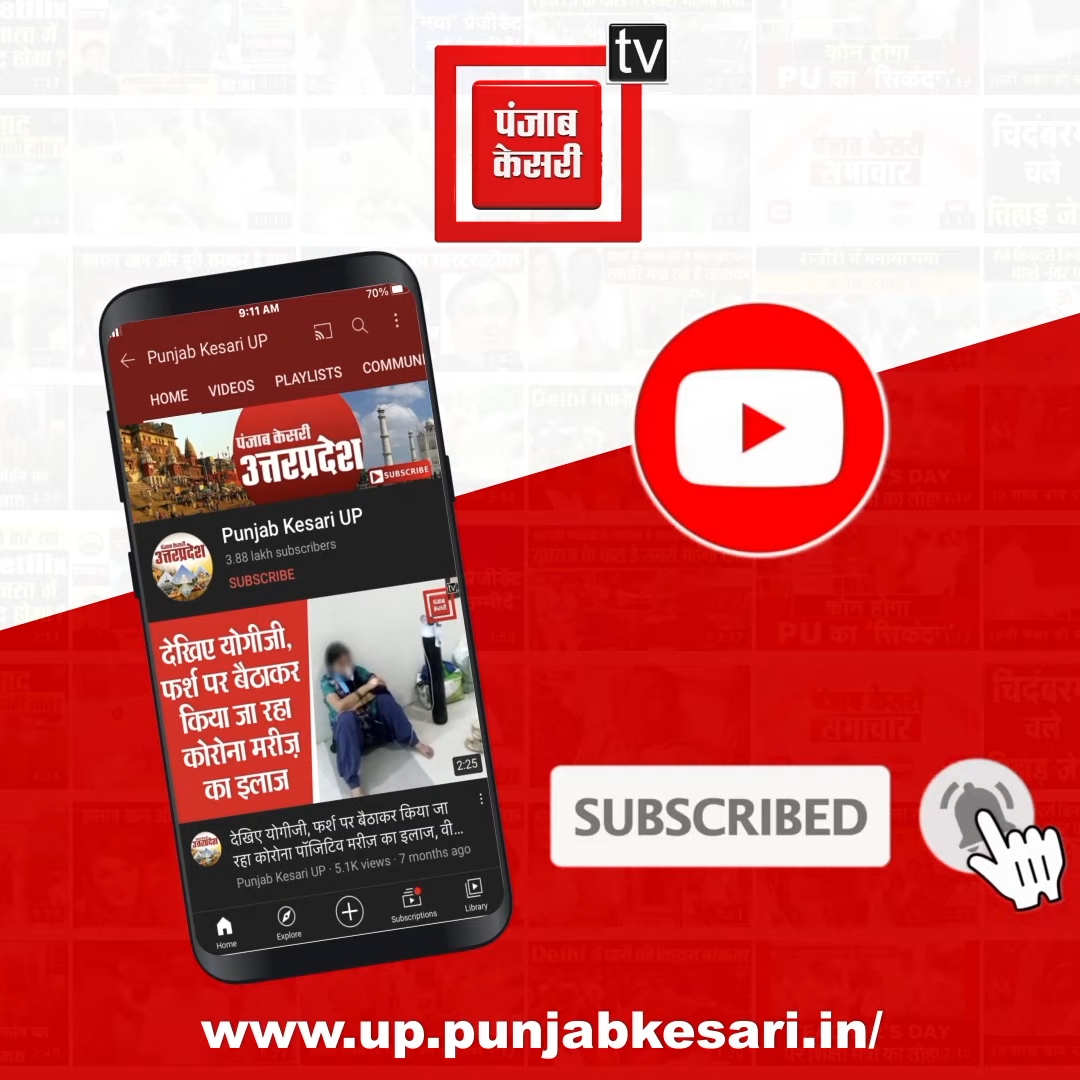 tv
पंजाब
केसरी
9:11 AM
70%
Punjab Kesari UP
HOME VIDEOS PLAYLISTS COMMUN
पंजाब केसरी
उत्तरप्रदेश
SUBSCRIBE
Punjab Kesari UP
3.88 lakh subscribers
SUBSCRIBE
देखिए योगीजी,
फर्श पर बैठाकर
किया जा रहा
कोरोना मरीज़
का इलाज
2:25
देखिए योगीजी, फर्श पर बैठाकर किया जा
रहा कोरोना पॉजिटिव मरीज़ का इलाज, वी...
Punjab Kesari UP · 5.1K views · 7 months ago
Home Explore Subscriptions Library
SUBSCRIBED
www.up.punjabkesari.in/